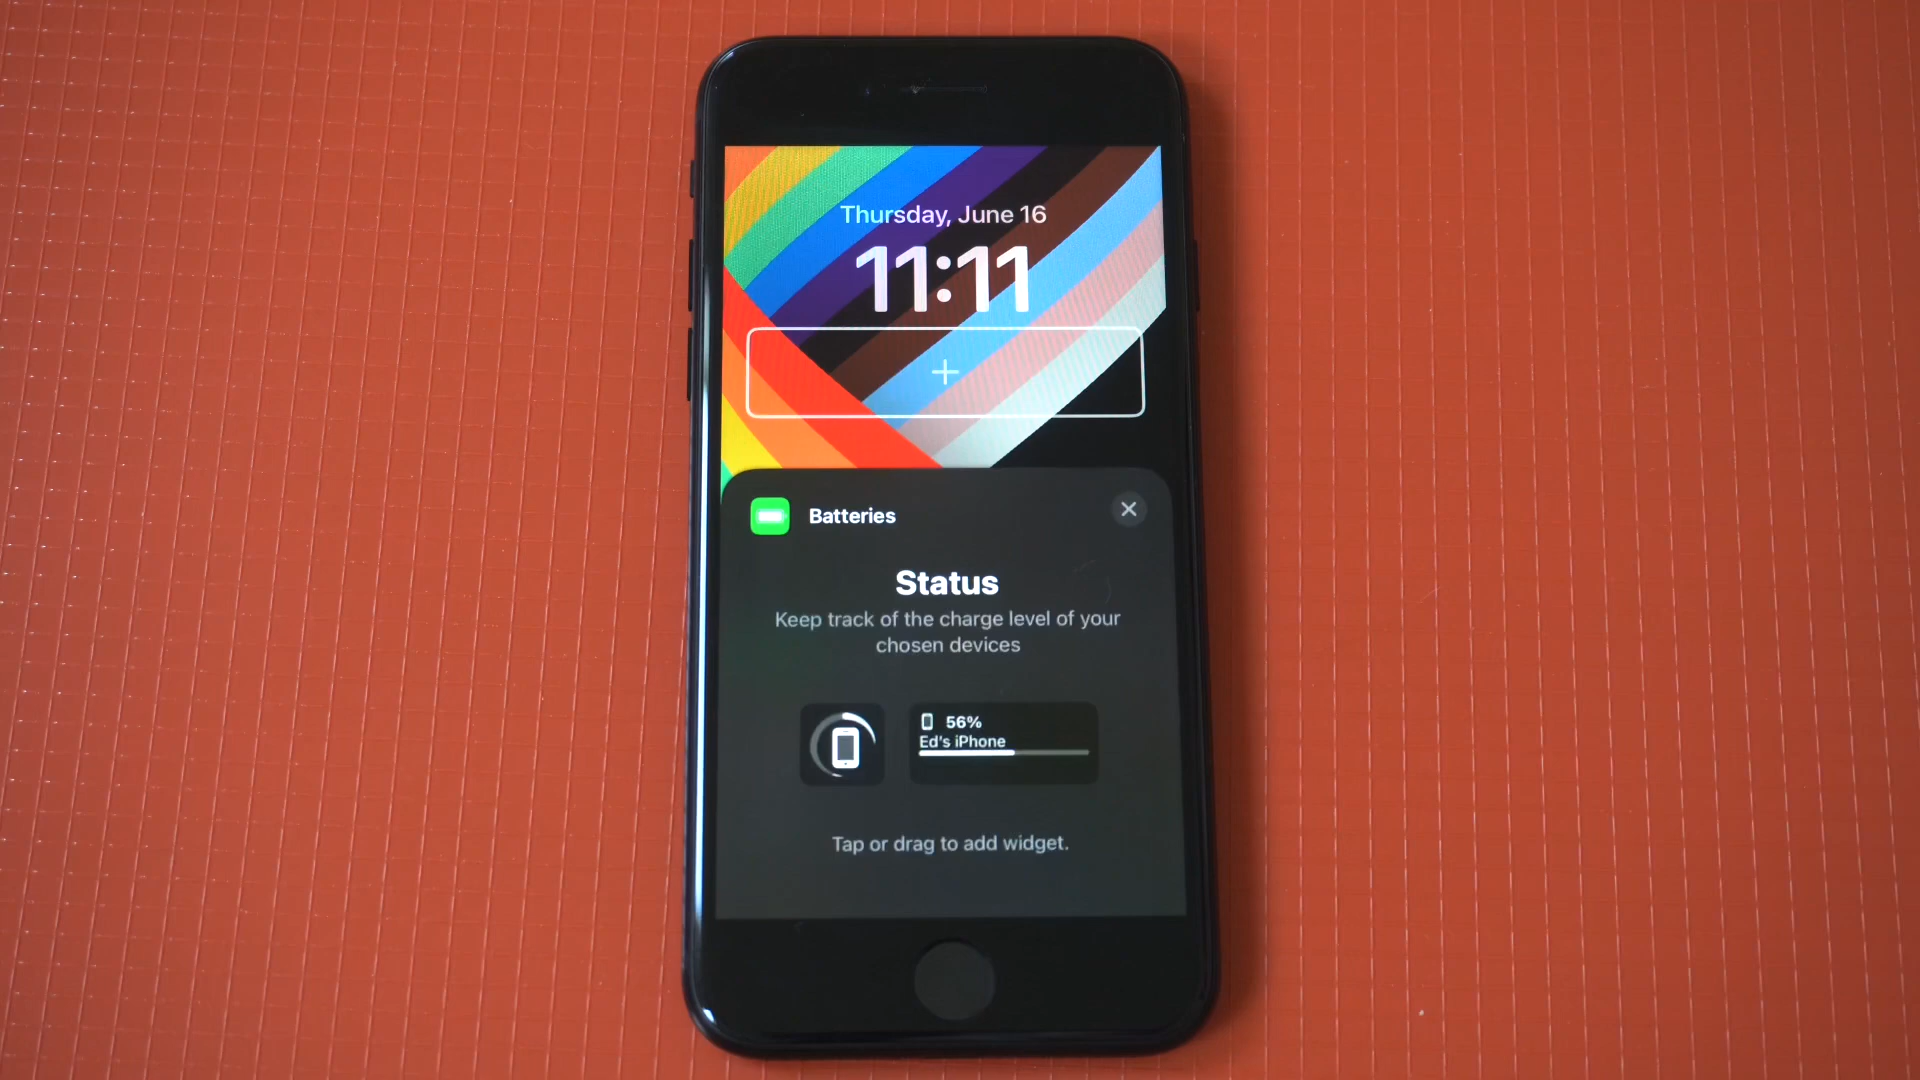 Thursday, June 16
11:11
Batteries
Status
Keep track of the charge level of your
chosen devices
56%
Ed's iPhone
Tap or drag to add widget.